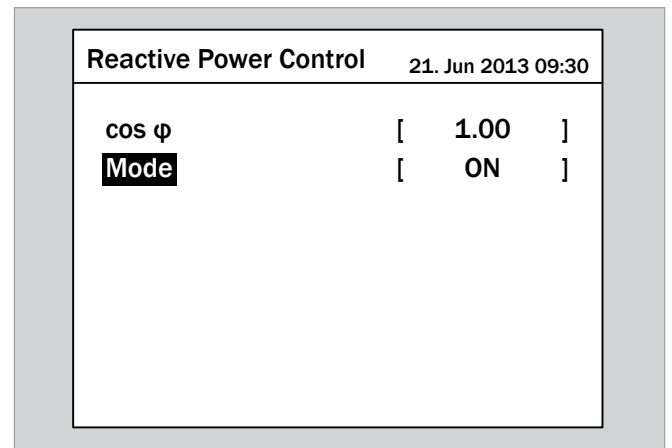 Reactive Power Control 21. Jun 2013 09:30
cos φ [ 1.00 ]
Mode [ ON ]